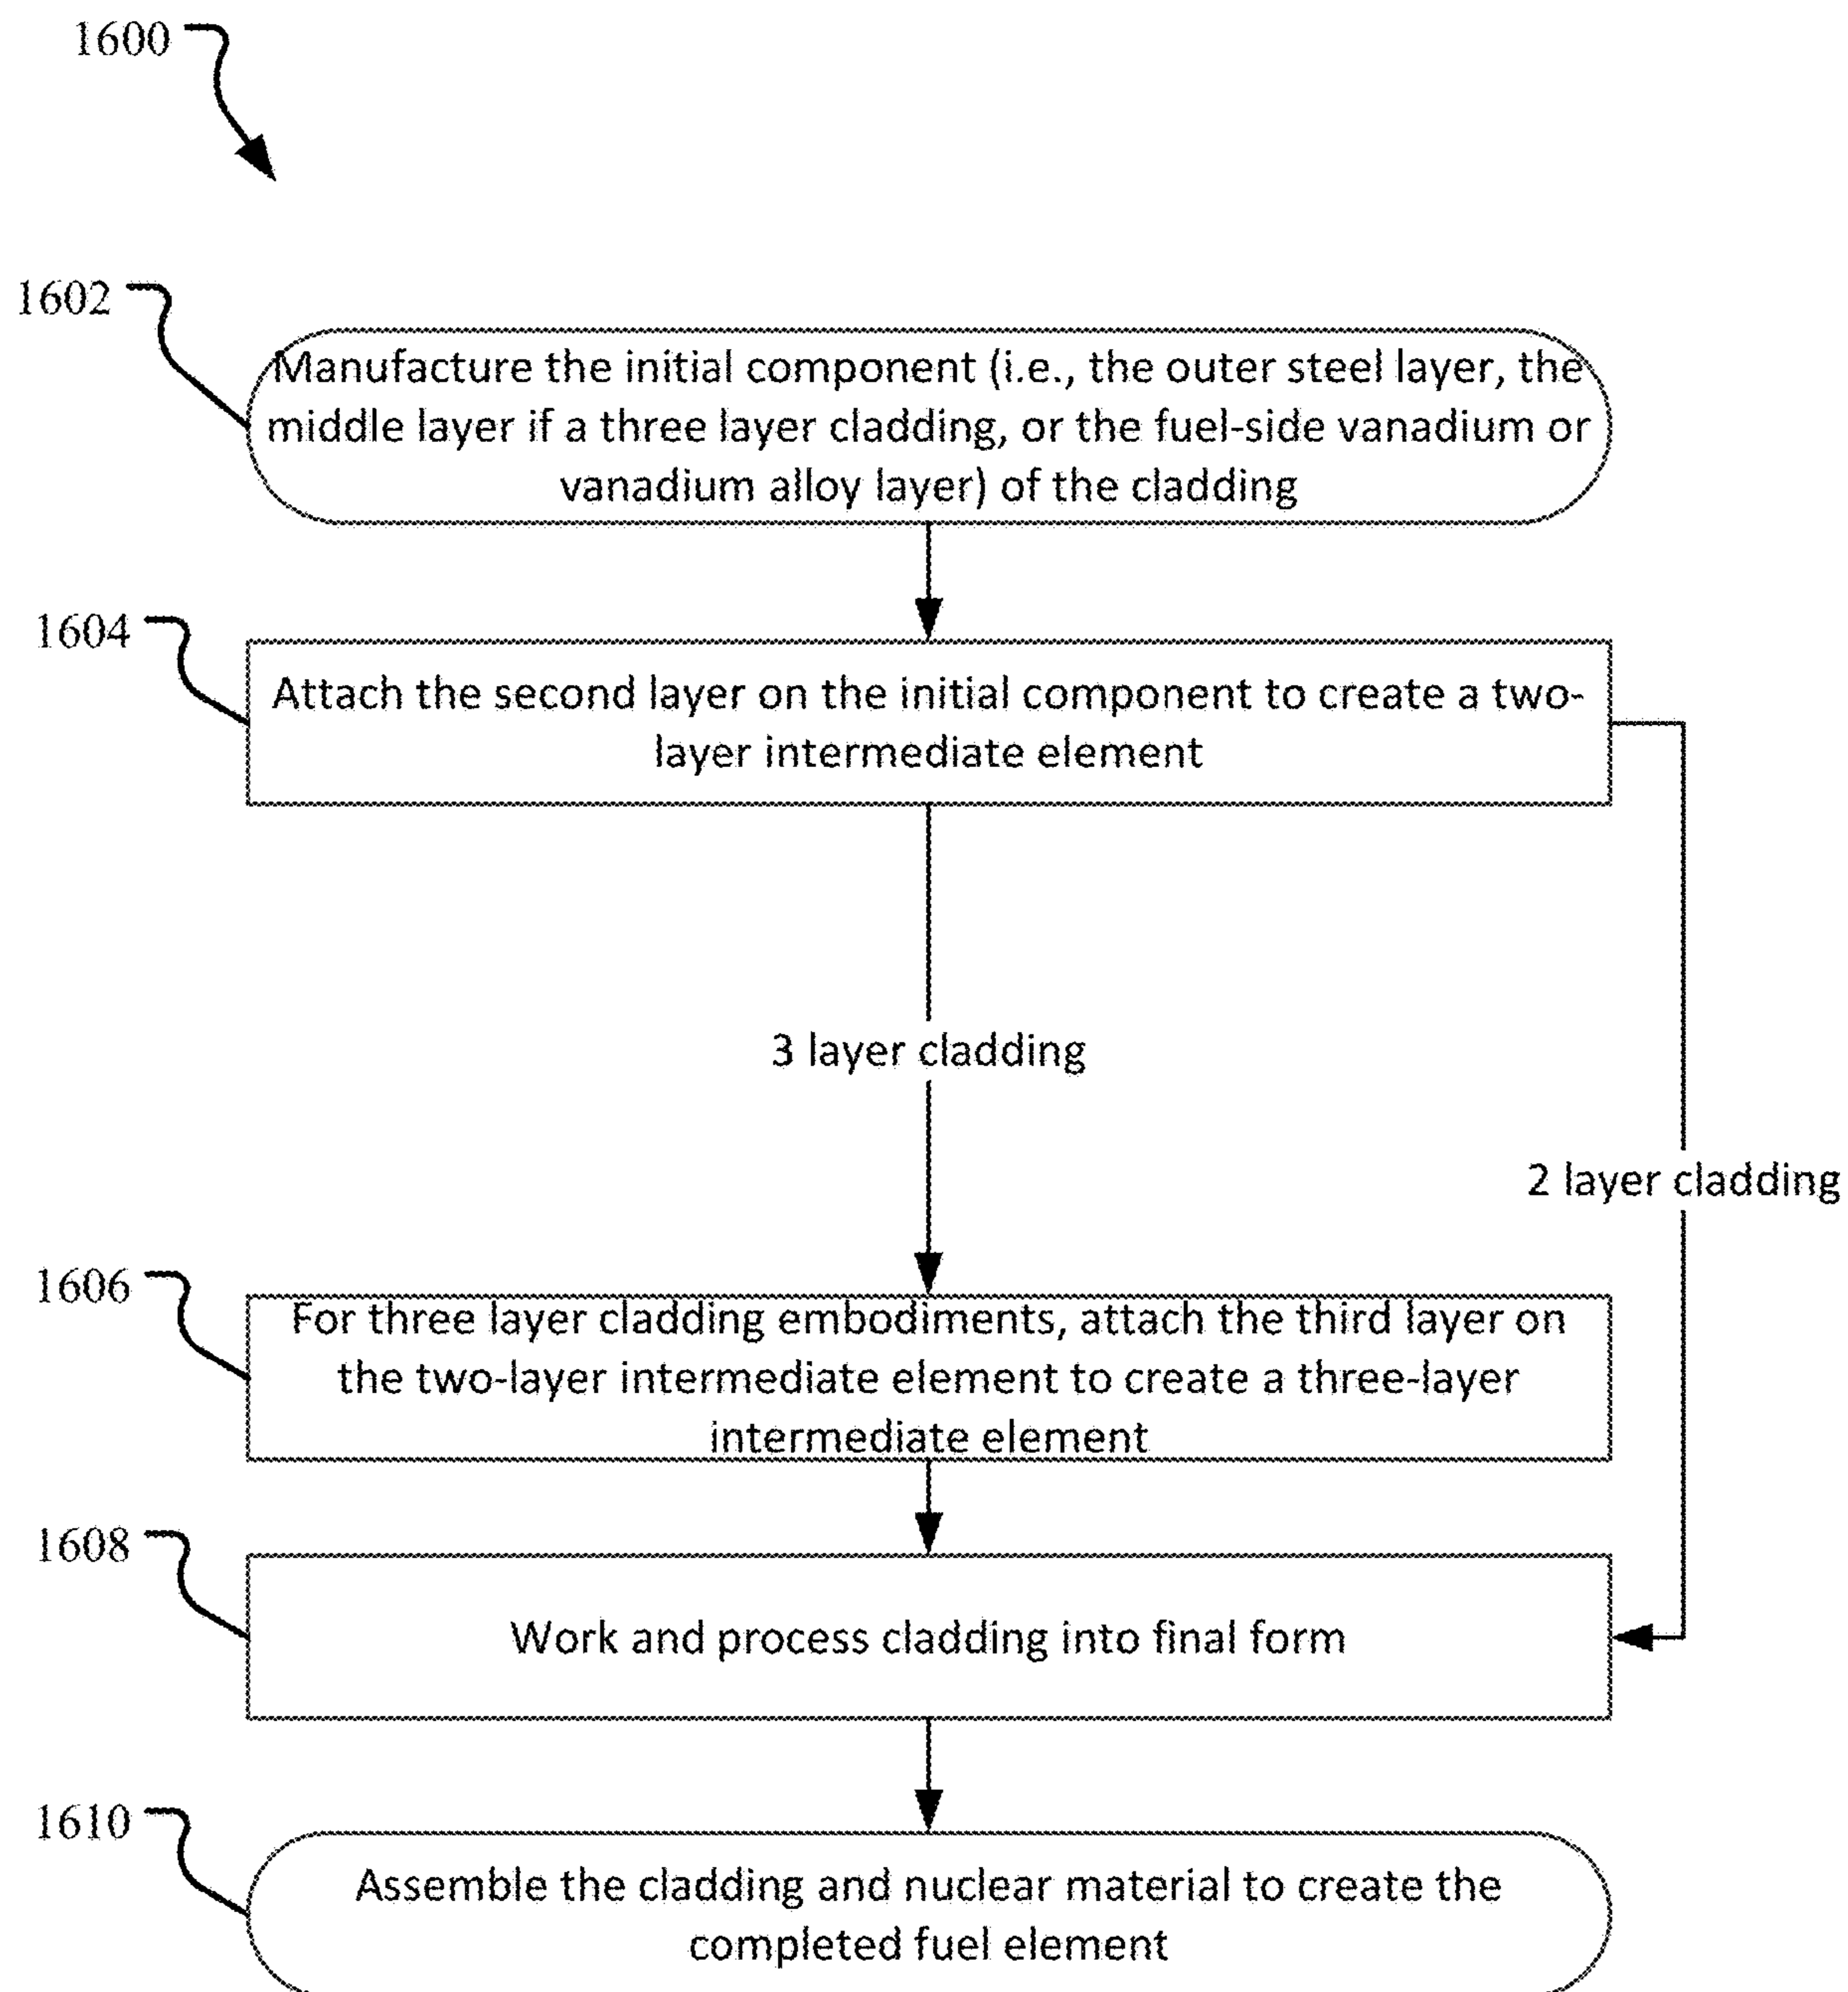 1600
1602
Manufacture the initial component (i.e., the outer steel layer, the
middle layer if a three layer cladding, or the fuel-side vanadium or
vanadium alloy layer) of the cladding
1604
Attach the second layer on the initial component to create a two-
layer intermediate element
3 layer cladding
2 layer cladding
1606
For three layer cladding embodiments, attach the third layer on
the two-layer intermediate element to create a three-layer
intermediate element
1608
Work and process cladding into final form
1610
Assemble the cladding and nuclear material to create the
completed fuel element